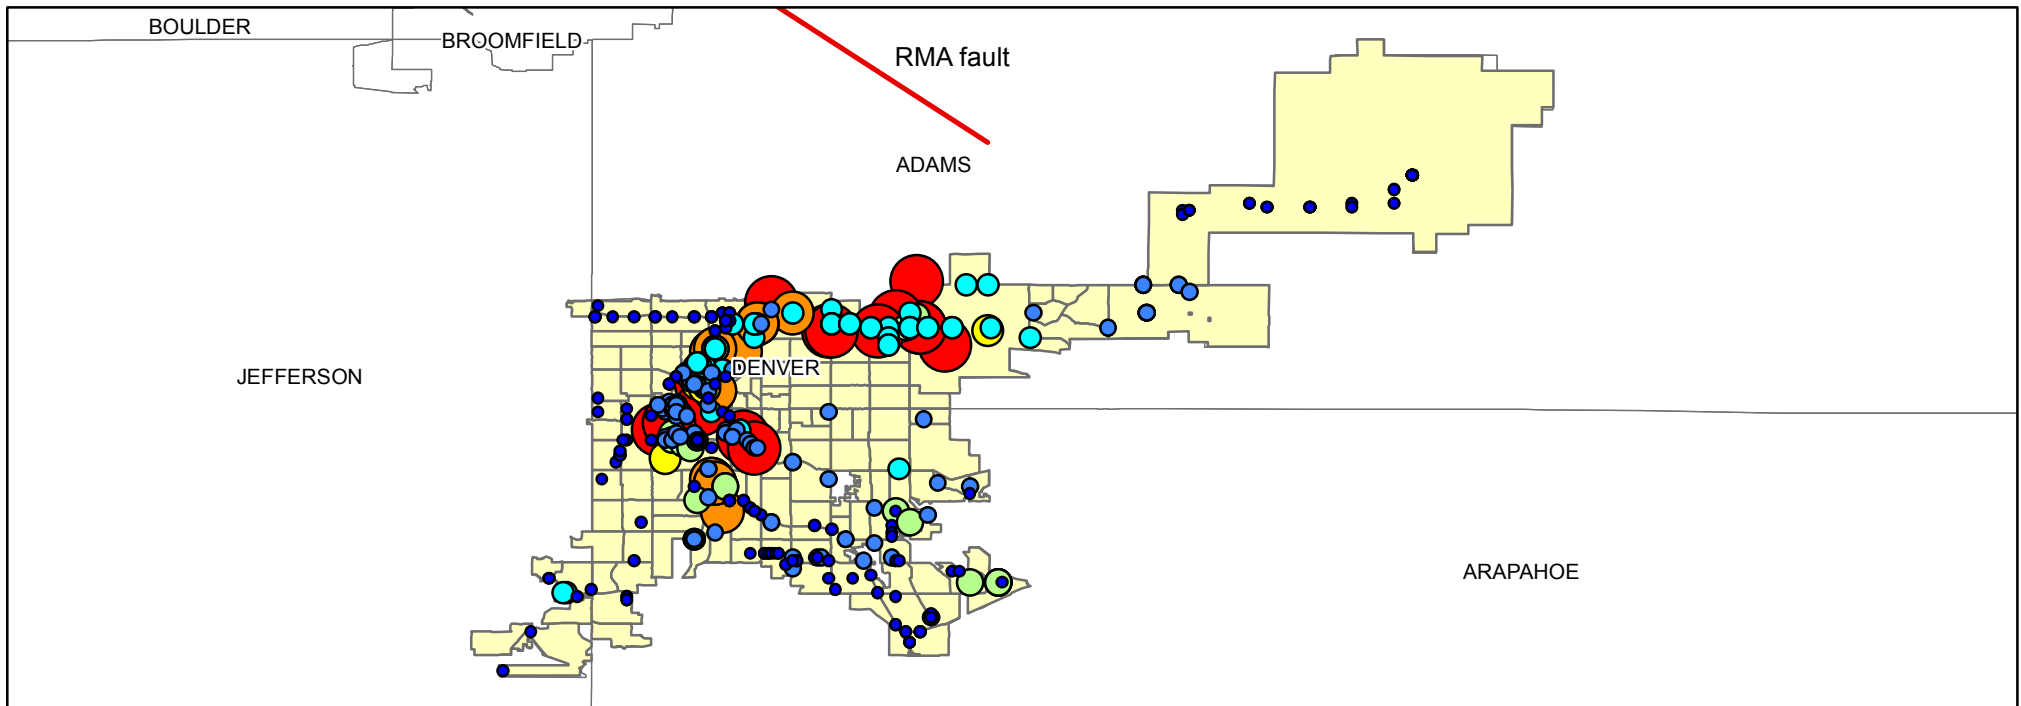 BOULDER
BROOMFIELD
RMA fault
ADAMS
DENVER
JEFFERSON
ARAPAHOE